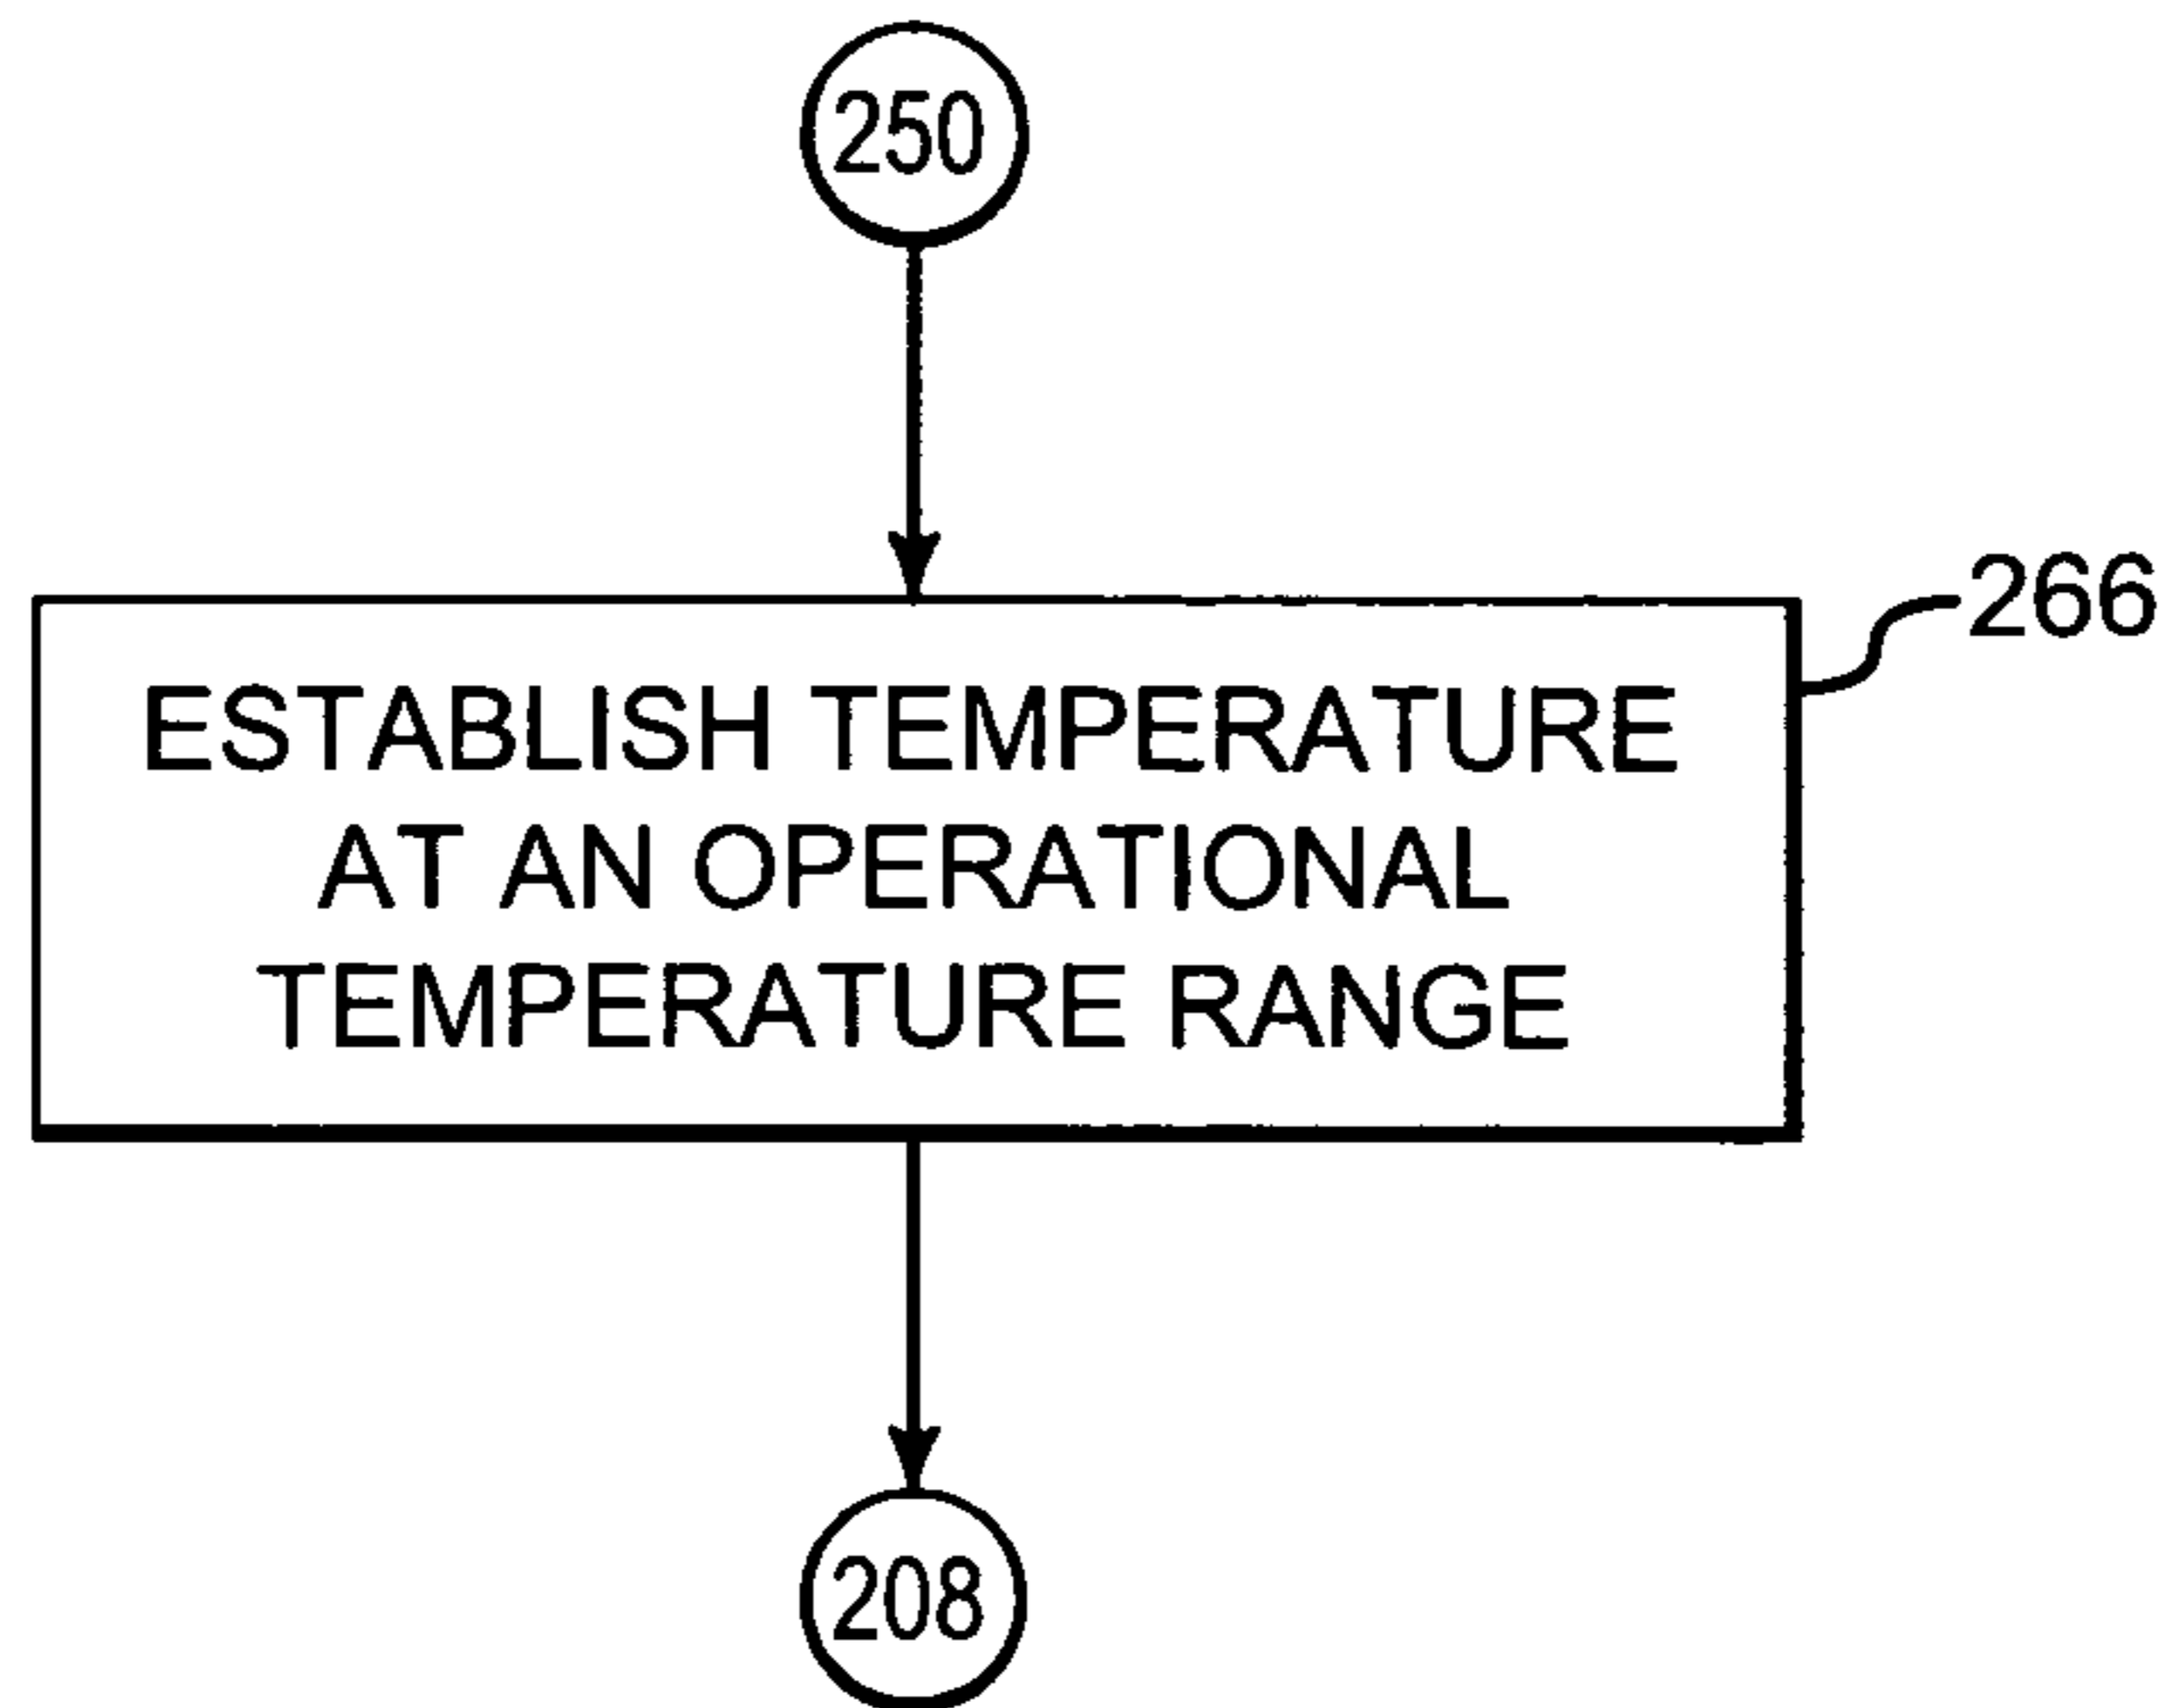 250
266
ESTABLISH TEMPERATURE
AT AN OPERATIONAL
TEMPERATURE RANGE
208